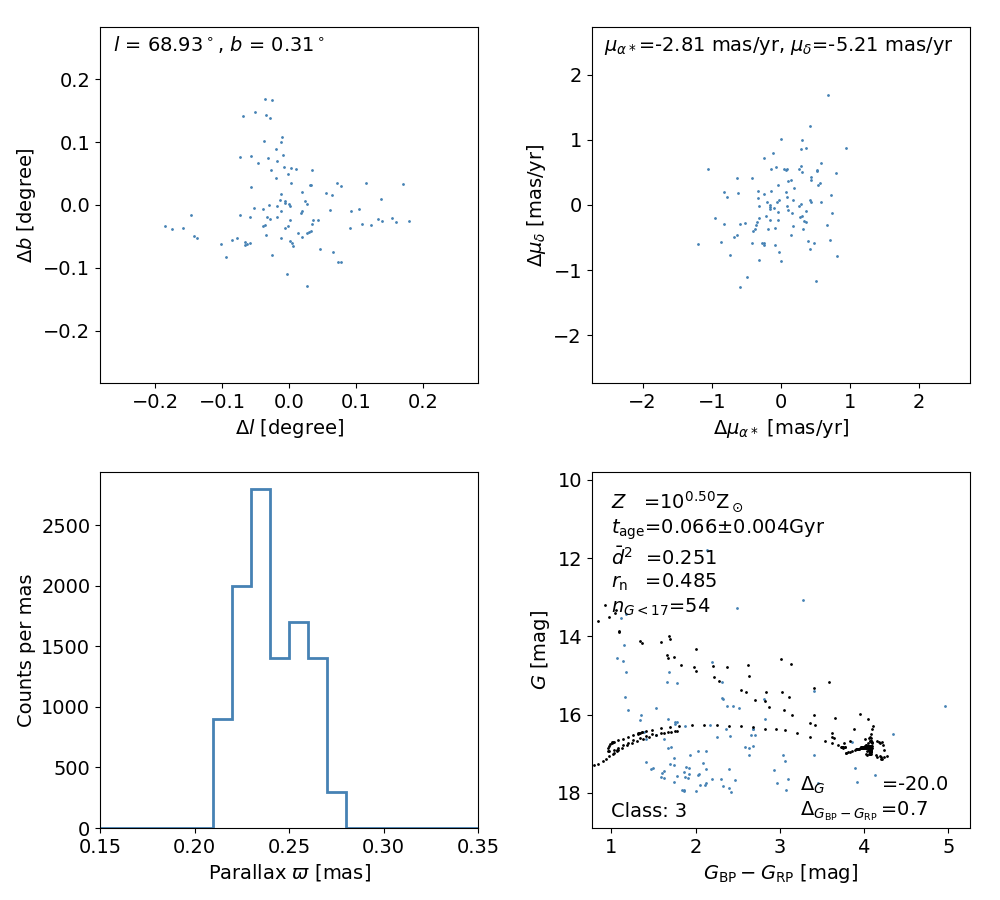 l = 68.93°, b = 0.31°
0.2
0.1
0.0
−0.1
−0.2
Δb [degree]
−0.2 −0.1 0.0 0.1 0.2
Δl [degree]
μα*=-2.81 mas/yr, μδ=-5.21 mas/yr
2
1
0
−1
−2
Δμδ [mas/yr]
−2 −1 0 1 2
Δμα* [mas/yr]
2500
2000
1500
1000
500
0
Counts per mas
0.15 0.20 0.25 0.30 0.35
Parallax ϖ [mas]
10
12
14
16
18
G [mag]
Z =10^0.50 Z⊙
t_age=0.066±0.004Gyr
d̄² =0.251
r_n =0.485
n_G<17=54
Δ_G =-20.0
Class: 3 Δ_GBP−GRP =0.7
1 2 3 4 5
G_BP − G_RP [mag]